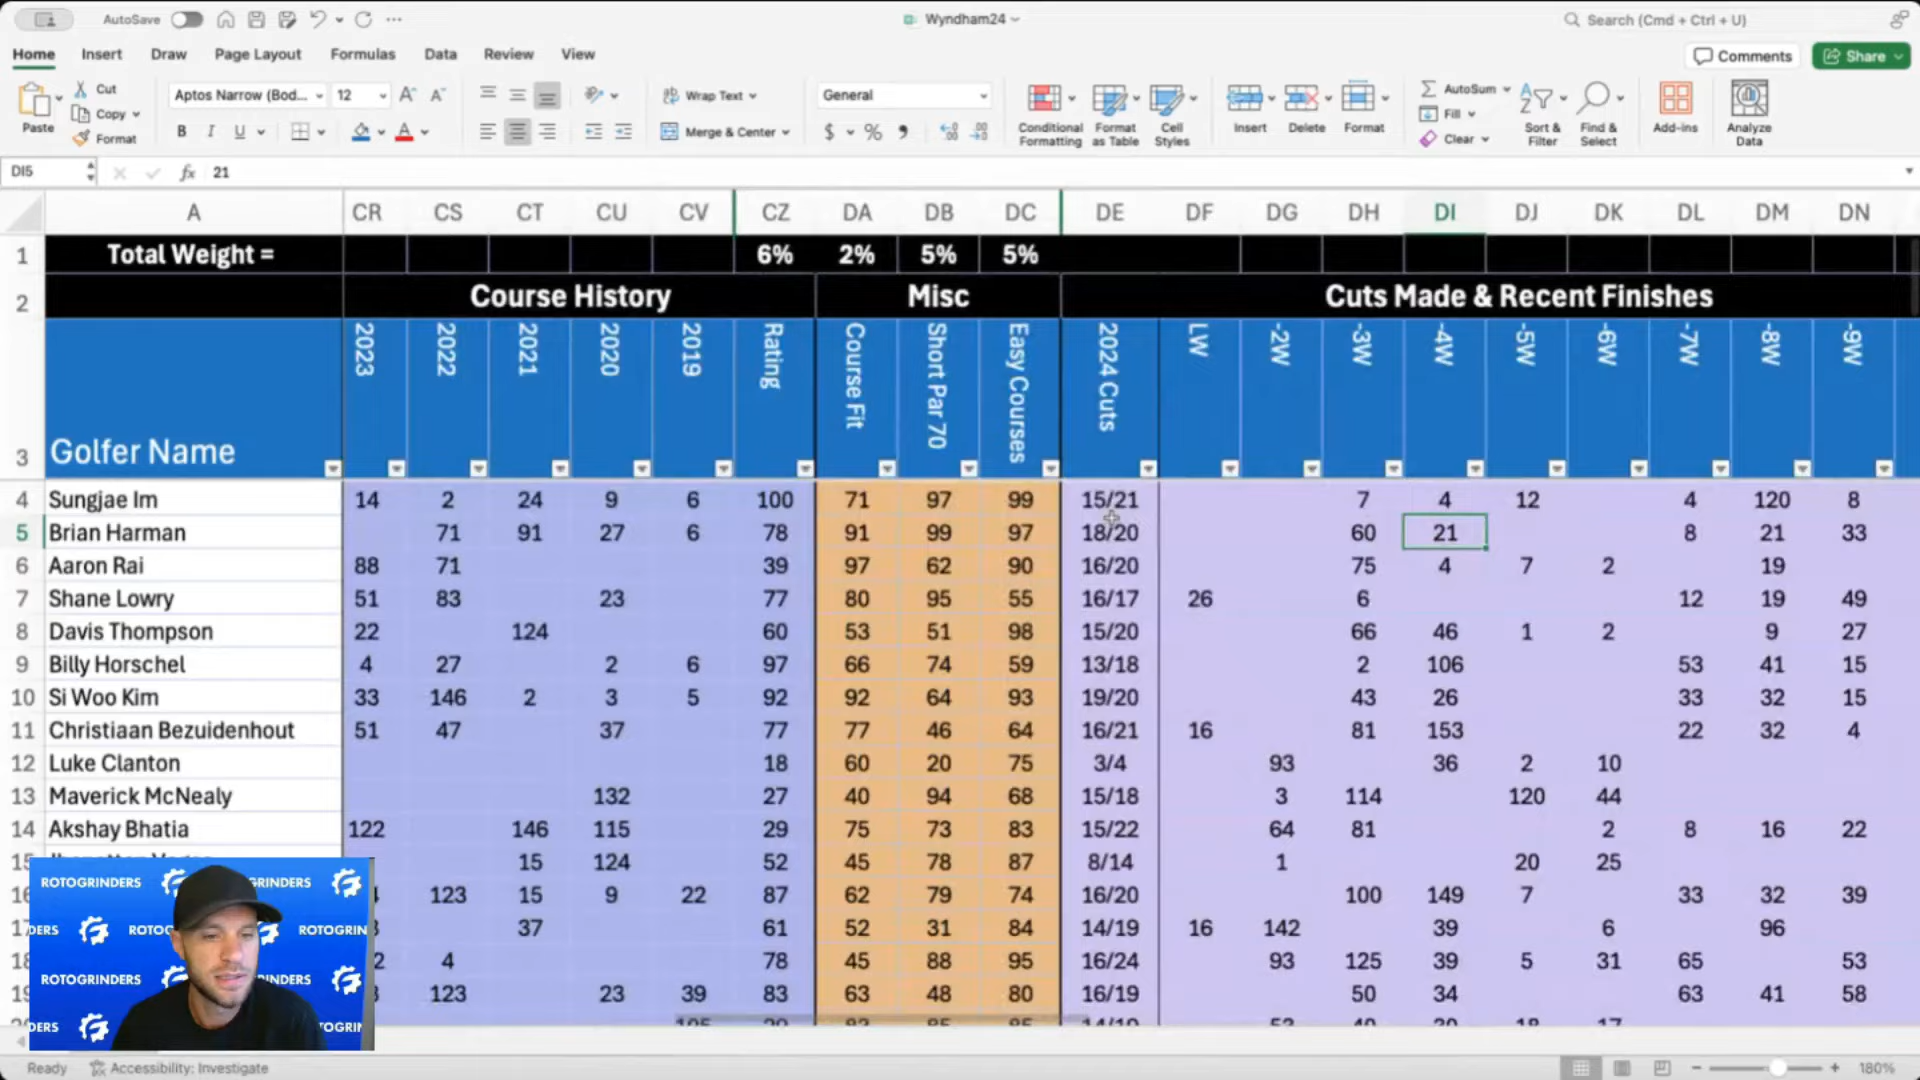 AutoSave
Wyndham24
Search (Cmd + Ctrl + U)
Home Insert Draw Page Layout Formulas Data Review View
Comments Share
Paste Cut Copy Format
Aptos Narrow (Bod... 12
B I U
Wrap Text
Merge & Center
General
$ %
Conditional Formatting
Format as Table
Cell Styles
Insert Delete Format
AutoSum
Fill
Clear
Sort & Filter
Find & Select
Add-ins
Analyze Data
DI5 fx 21
A CR CS CT CU CV CZ DA DB DC DE DF DG DH DI DJ DK DL DM DN
1 Total Weight = 6% 2% 5% 5%
2 Course History Misc Cuts Made & Recent Finishes
3 Golfer Name 2023 2022 2021 2020 2019 Rating Course Fit Short Par 70 Easy Courses 2024 Cuts LW -2W -3W -4W -5W -6W -7W -8W -9W
4 Sungjae Im 14 2 24 9 6 100 71 97 99 15/21 7 4 12 4 120 8
5 Brian Harman 71 91 27 6 78 91 99 97 18/20 60 21 8 21 33
6 Aaron Rai 88 71 39 97 62 90 16/20 75 4 7 2 19
7 Shane Lowry 51 83 23 77 80 95 55 16/17 26 6 12 19 49
8 Davis Thompson 22 124 60 53 51 98 15/20 66 46 1 2 9 27
9 Billy Horschel 4 27 2 6 97 66 74 59 13/18 2 106 53 41 15
10 Si Woo Kim 33 146 2 3 5 92 92 64 93 19/20 43 26 33 32 15
11 Christiaan Bezuidenhout 51 47 37 77 77 46 64 16/21 16 81 153 22 32 4
12 Luke Clanton 18 60 20 75 3/4 93 36 2 10
13 Maverick McNealy 132 27 40 94 68 15/18 3 114 120 44
14 Akshay Bhatia 122 146 115 29 75 73 83 15/22 64 81 2 8 16 22
15 15 124 52 45 78 87 8/14 1 20 25
16 123 15 9 22 87 62 79 74 16/20 100 149 7 33 32 39
17 37 61 52 31 84 14/19 16 142 39 6 96
18 4 78 45 88 95 16/24 93 125 39 5 31 65 53
19 123 23 39 83 63 48 80 16/19 50 34 63 41 58
ROTOGRINDERS GRINDERS
DERS ROTO ROTOGRIN
ROTOGRINDERS INDERS
DERS TOGRI
Ready Accessibility: Investigate
180%